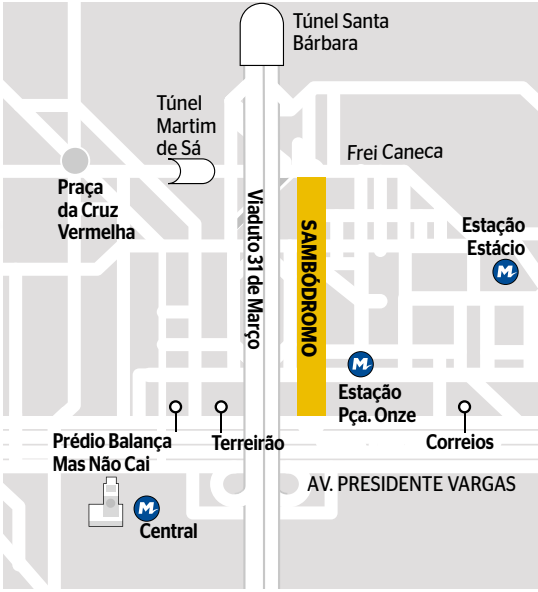 Túnel Santa
Bárbara
Túnel
Martim
de Sá
Frei Caneca
Praça
da Cruz
Vermelha
Viaduto 31 de Março
SAMBÓDROMO
Estação
Estácio
M
M
Estação
Pça. Onze
Prédio Balança
Mas Não Cai
Terreirão
Correios
AV. PRESIDENTE VARGAS
M
Central